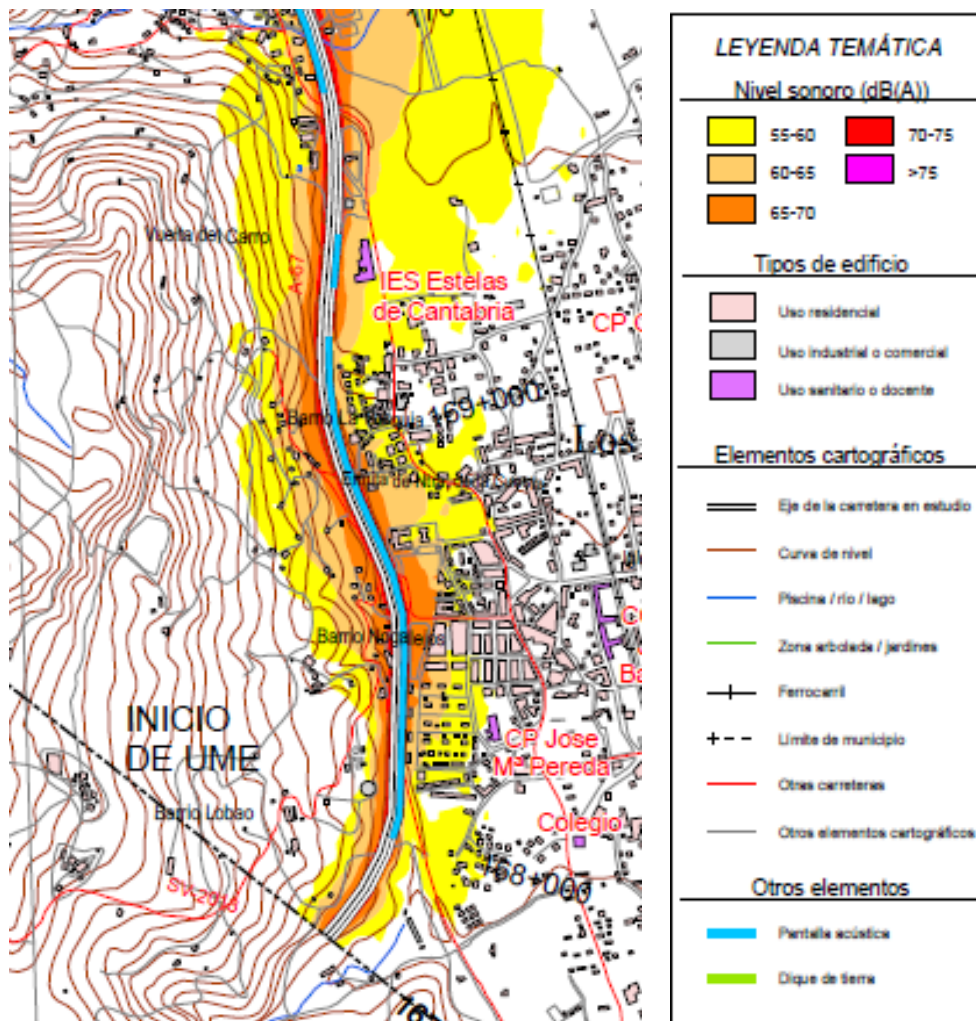 Vuelta del Carro
A-67
IES Estelas
de Cantabria
CP
169+000
Barrio La
Los
Barrio Nogalejos
INICIO
DE UME
CP Jose
Mª Pereda
Barrio Lobao
Colegio
168+000
LEYENDA TEMÁTICA
Nivel sonoro (dB(A))
55-60
70-75
60-65
>75
65-70
Tipos de edificio
Uso residencial
Uso industrial o comercial
Uso sanitario o docente
Elementos cartográficos
Eje de la carretera en estudio
Curva de nivel
Piscina / río / lago
Zona arbolada / jardines
Ferrocarril
Límite de municipio
Otras carreteras
Otros elementos cartográficos
Otros elementos
Pantalla acústica
Dique de tierra